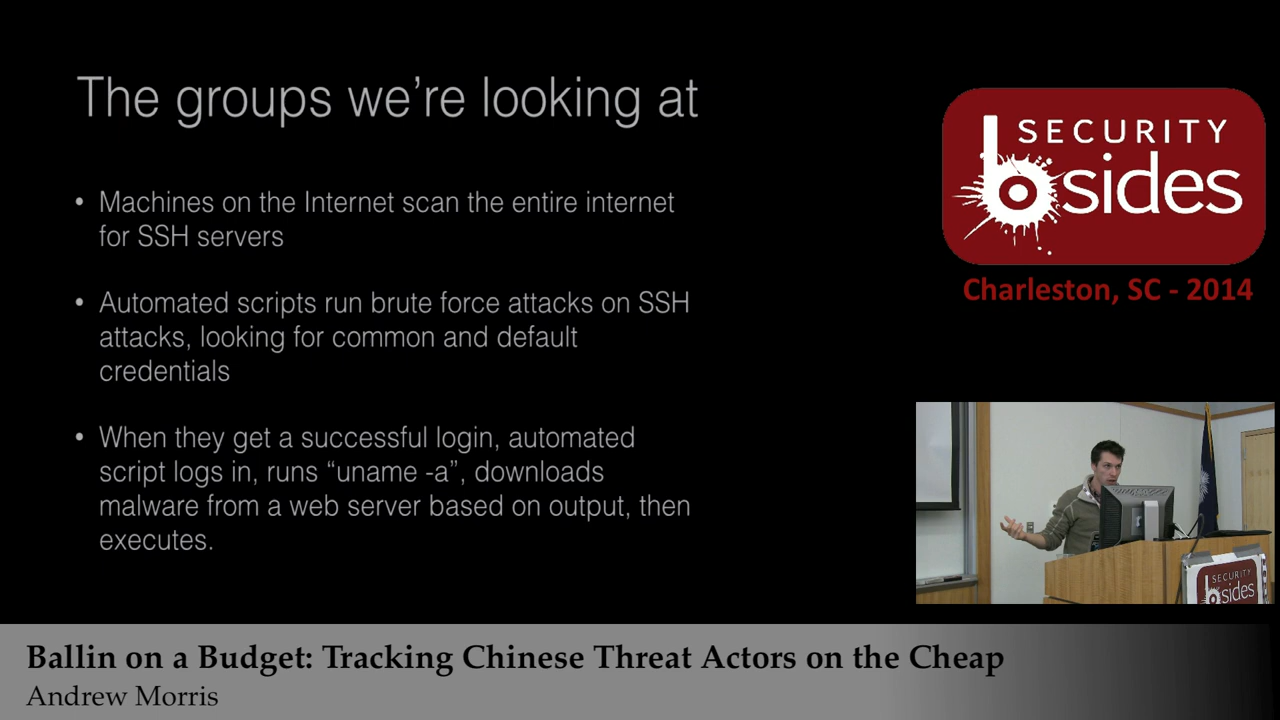 The groups we're looking at
• Machines on the Internet scan the entire internet
for SSH servers
• Automated scripts run brute force attacks on SSH
attacks, looking for common and default
credentials
• When they get a successful login, automated
script logs in, runs “uname -a”, downloads
malware from a web server based on output, then
executes.
SECURITY
bsides
Charleston, SC - 2014
SECURITY
bsides
Ballin on a Budget: Tracking Chinese Threat Actors on the Cheap
Andrew Morris